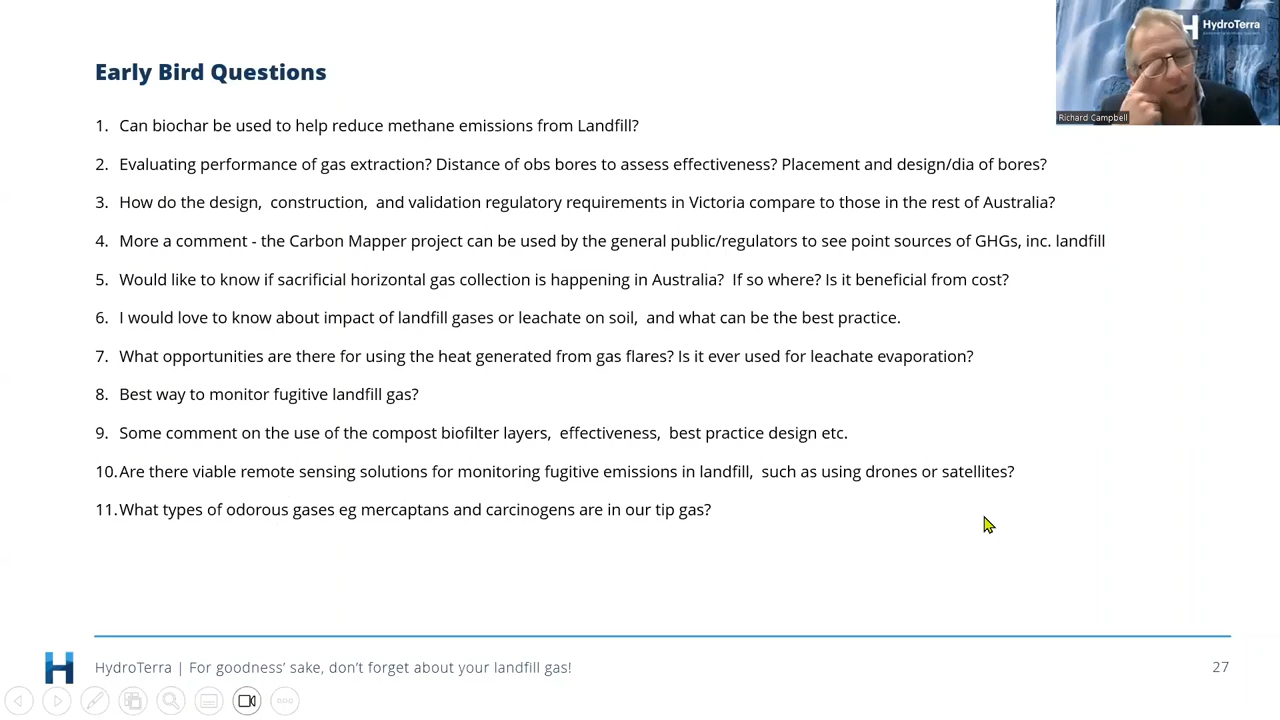 HydroTerra
Richard Campbell
Early Bird Questions
1. Can biochar be used to help reduce methane emissions from Landfill?
2. Evaluating performance of gas extraction? Distance of obs bores to assess effectiveness? Placement and design/dia of bores?
3. How do the design,  construction,  and validation regulatory requirements in Victoria compare to those in the rest of Australia?
4. More a comment - the Carbon Mapper project can be used by the general public/regulators to see point sources of GHGs, inc. landfill
5. Would like to know if sacrificial horizontal gas collection is happening in Australia?  If so where? Is it beneficial from cost?
6. I would love to know about impact of landfill gases or leachate on soil,  and what can be the best practice.
7. What opportunities are there for using the heat generated from gas flares? Is it ever used for leachate evaporation?
8. Best way to monitor fugitive landfill gas?
9. Some comment on the use of the compost biofilter layers,  effectiveness,  best practice design etc.
10. Are there viable remote sensing solutions for monitoring fugitive emissions in landfill,  such as using drones or satellites?
11. What types of odorous gases eg mercaptans and carcinogens are in our tip gas?
HydroTerra | For goodness' sake, don't forget about your landfill gas!
27